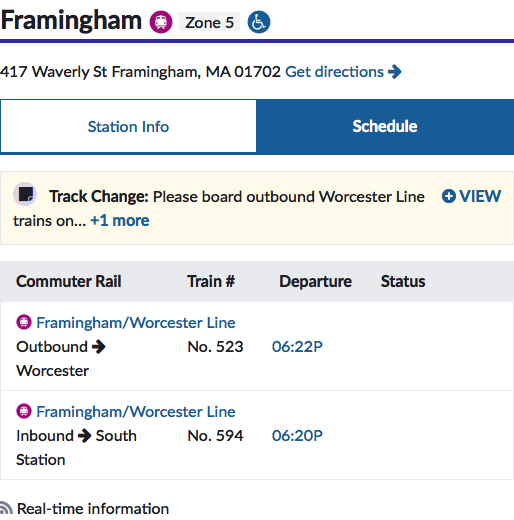 Framingham Zone 5
417 Waverly St Framingham, MA 01702 Get directions
Station Info Schedule
Track Change: Please board outbound Worcester Line VIEW
trains on... +1 more
Commuter Rail Train # Departure Status
Framingham/Worcester Line
Outbound → No. 523 06:22P
Worcester
Framingham/Worcester Line
Inbound → South No. 594 06:20P
Station
Real-time information